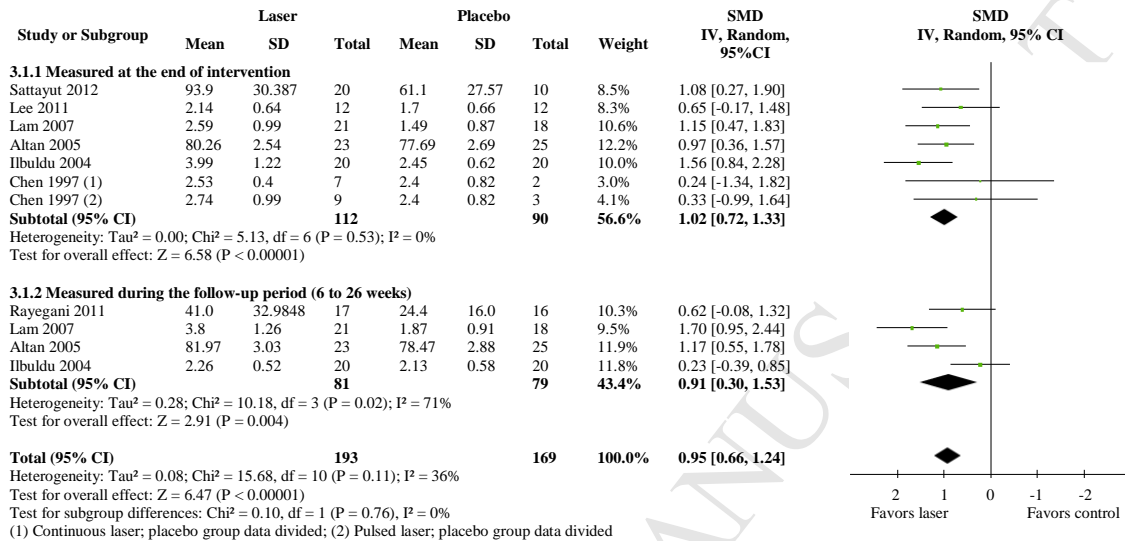 Laser Placebo SMD SMD
Study or Subgroup Mean SD Total Mean SD Total Weight IV, Random, 95%CI IV, Random, 95% CI
3.1.1 Measured at the end of intervention
Sattayut 2012 93.9 30.387 20 61.1 27.57 10 8.5% 1.08 [0.27, 1.90]
Lee 2011 2.14 0.64 12 1.7 0.66 12 8.3% 0.65 [-0.17, 1.48]
Lam 2007 2.59 0.99 21 1.49 0.87 18 10.6% 1.15 [0.47, 1.83]
Altan 2005 80.26 2.54 23 77.69 2.69 25 12.2% 0.97 [0.36, 1.57]
Ilbuldu 2004 3.99 1.22 20 2.45 0.62 20 10.0% 1.56 [0.84, 2.28]
Chen 1997 (1) 2.53 0.4 7 2.4 0.82 2 3.0% 0.24 [-1.34, 1.82]
Chen 1997 (2) 2.74 0.99 9 2.4 0.82 3 4.1% 0.33 [-0.99, 1.64]
Subtotal (95% CI) 112 90 56.6% 1.02 [0.72, 1.33]
Heterogeneity: Tau² = 0.00; Chi² = 5.13, df = 6 (P = 0.53); I² = 0%
Test for overall effect: Z = 6.58 (P < 0.00001)
3.1.2 Measured during the follow-up period (6 to 26 weeks)
Rayegani 2011 41.0 32.9848 17 24.4 16.0 16 10.3% 0.62 [-0.08, 1.32]
Lam 2007 3.8 1.26 21 1.87 0.91 18 9.5% 1.70 [0.95, 2.44]
Altan 2005 81.97 3.03 23 78.47 2.88 25 11.9% 1.17 [0.55, 1.78]
Ilbuldu 2004 2.26 0.52 20 2.13 0.58 20 11.8% 0.23 [-0.39, 0.85]
Subtotal (95% CI) 81 79 43.4% 0.91 [0.30, 1.53]
Heterogeneity: Tau² = 0.28; Chi² = 10.18, df = 3 (P = 0.02); I² = 71%
Test for overall effect: Z = 2.91 (P = 0.004)
Total (95% CI) 193 169 100.0% 0.95 [0.66, 1.24]
Heterogeneity: Tau² = 0.08; Chi² = 15.68, df = 10 (P = 0.11); I² = 36%
Test for overall effect: Z = 6.47 (P < 0.00001)
Test for subgroup differences: Chi² = 0.10, df = 1 (P = 0.76), I² = 0%
(1) Continuous laser; placebo group data divided; (2) Pulsed laser; placebo group data divided
2 1 0 -1 -2
Favors laser Favors control
ANUS
T